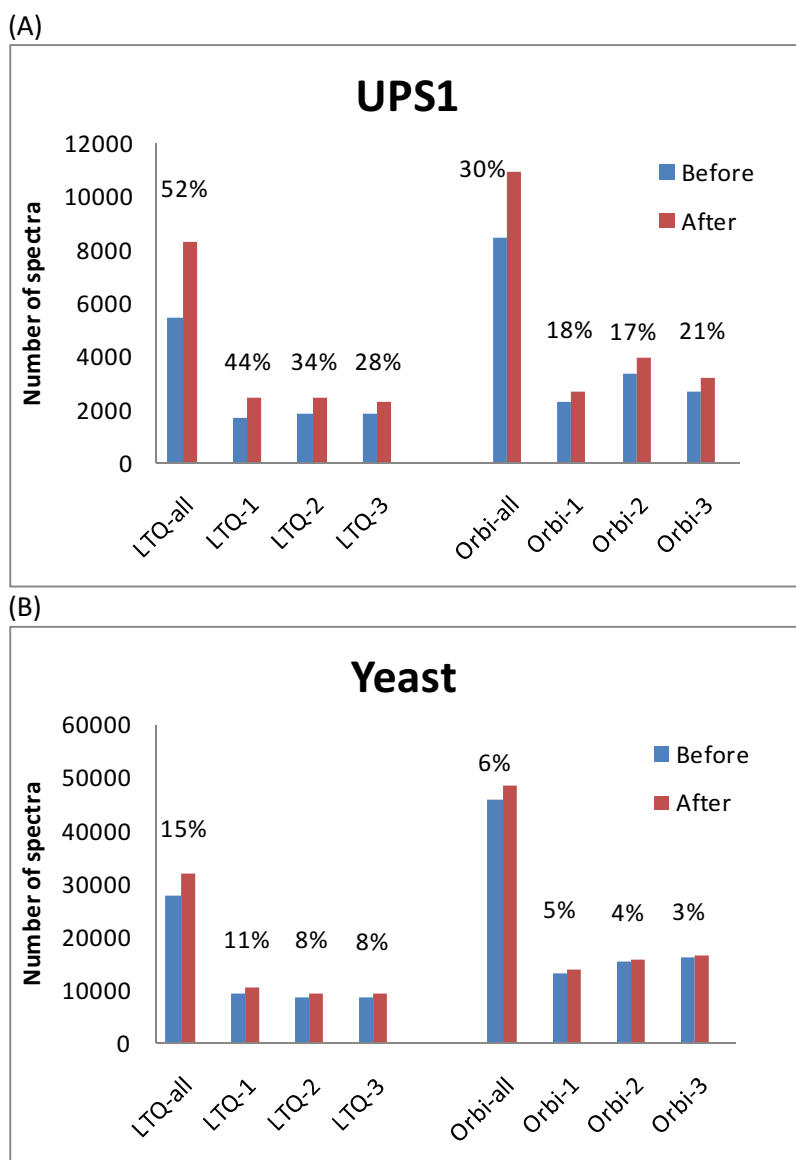 (A)
UPS1
Number of spectra
12000
10000
8000
6000
4000
2000
0
52%
44%
34%
28%
30%
18%
17%
21%
Before
After
LTQ-all
LTQ-1
LTQ-2
LTQ-3
Orbi-all
Orbi-1
Orbi-2
Orbi-3
(B)
Yeast
Number of spectra
60000
50000
40000
30000
20000
10000
0
15%
11%
8%
8%
6%
5%
4%
3%
Before
After
LTQ-all
LTQ-1
LTQ-2
LTQ-3
Orbi-all
Orbi-1
Orbi-2
Orbi-3